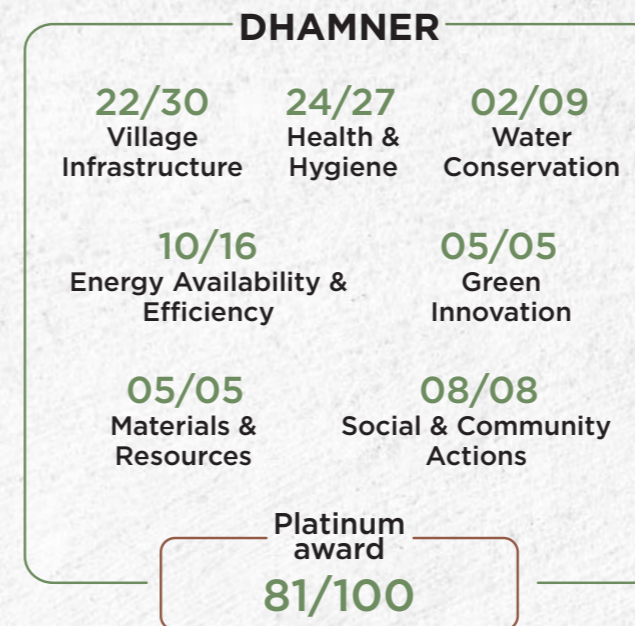 DHAMNER
22/30
Village
Infrastructure
24/27
Health &
Hygiene
02/09
Water
Conservation
10/16
Energy Availability &
Efficiency
05/05
Green
Innovation
05/05
Materials &
Resources
08/08
Social & Community
Actions
Platinum
award
81/100